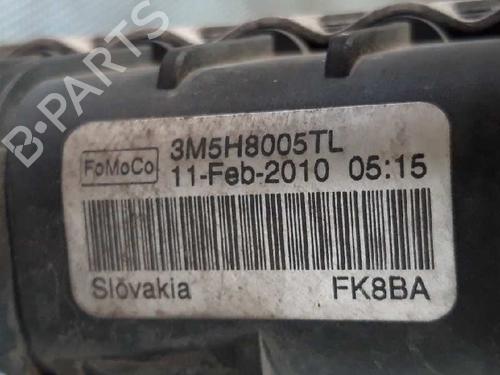 B-PARTS
FoMoCo
3M5H8005TL
11-Feb-2010 05:15
Slovakia
FK8BA